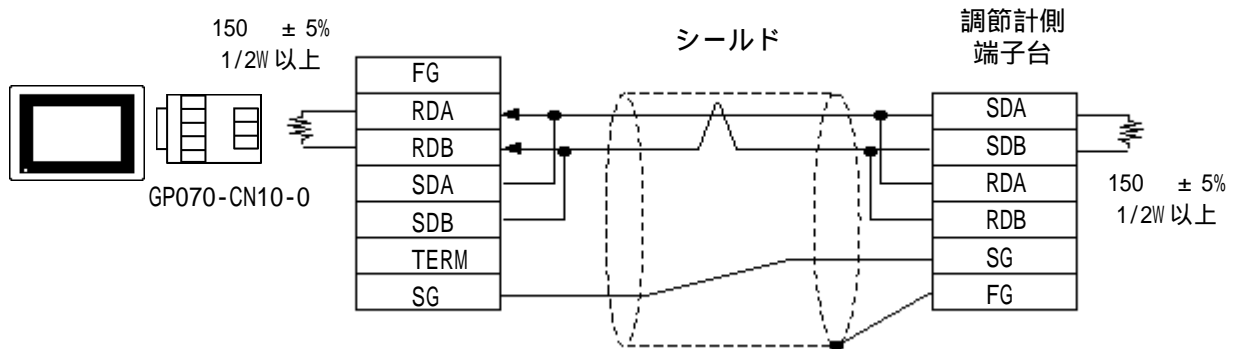 150 ± 5%
1/2W 以上
GP070-CN10-0
FG
RDA
RDB
SDA
SDB
TERM
SG
シールド
調節計側
端子台
SDA
SDB
RDA
RDB
SG
FG
150 ± 5%
1/2W 以上